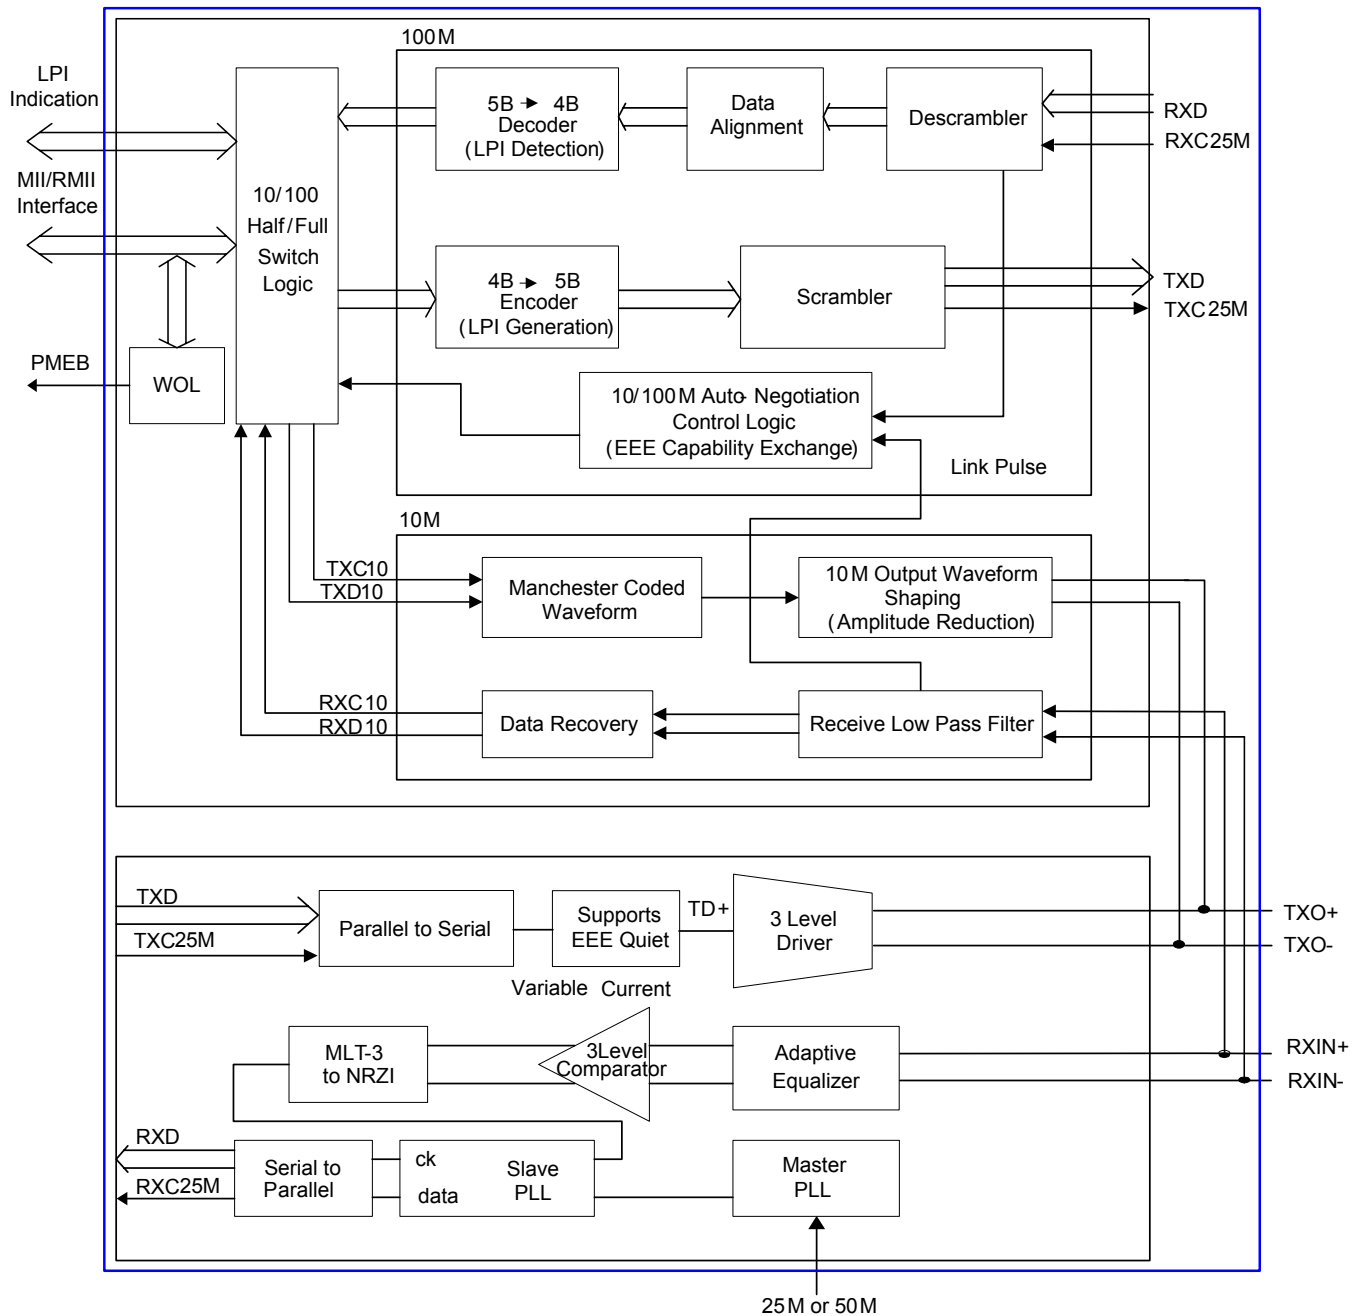 100M
LPI
Indication
MII/RMII
Interface
10/100
Half/Full
Switch
Logic
5B → 4B
Decoder
(LPI Detection)
Data
Alignment
Descrambler
RXD
RXC25M
4B → 5B
Encoder
(LPI Generation)
Scrambler
TXD
TXC25M
PMEB
WOL
10/100M Auto- Negotiation
Control Logic
(EEE Capability Exchange)
Link Pulse
10M
TXC10
TXD10
Manchester Coded
Waveform
10M Output Waveform
Shaping
(Amplitude Reduction)
RXC10
RXD10
Data Recovery
Receive Low Pass Filter
TXD
TXC25M
Parallel to Serial
Supports
EEE Quiet
TD+
3 Level
Driver
TXO+
TXO-
Variable Current
MLT-3
to NRZI
3Level
Comparator
Adaptive
Equalizer
RXIN+
RXIN-
RXD
RXC25M
Serial to
Parallel
ck
data
Slave
PLL
Master
PLL
25M or 50M